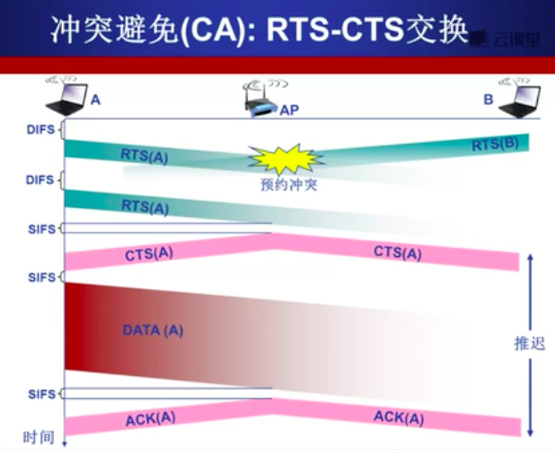 冲突避免(CA): RTS-CTS交换
云课堂
A
AP
B
DIFS
RTS(A)
RTS(B)
预约冲突
DIFS
RTS(A)
SIFS
CTS(A)
CTS(A)
SIFS
DATA (A)
推迟
SIFS
ACK(A)
ACK(A)
时间